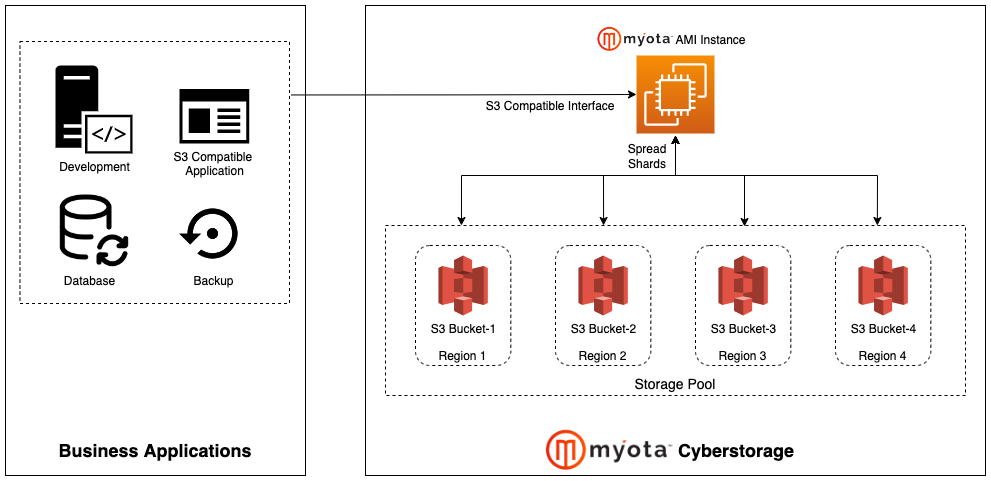 Development
</>
S3 Compatible
Application
Database
Backup
Business Applications
myota™ AMI Instance
S3 Compatible Interface
Spread
Shards
S3 Bucket-1
Region 1
S3 Bucket-2
Region 2
S3 Bucket-3
Region 3
S3 Bucket-4
Region 4
Storage Pool
myota™ Cyberstorage